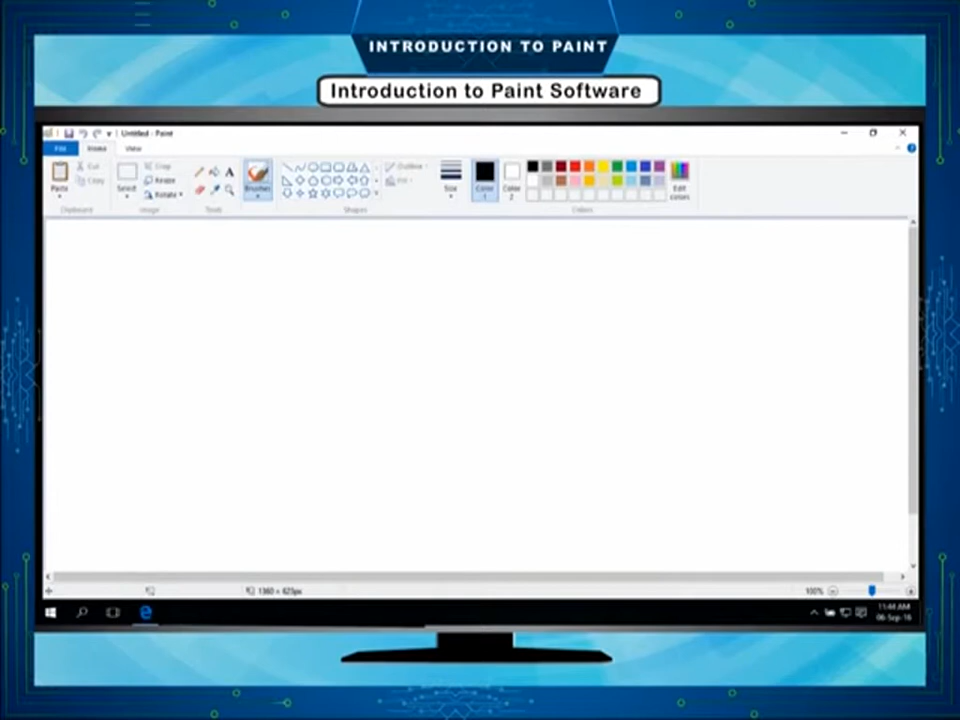 INTRODUCTION TO PAINT
Introduction to Paint Software
Untitled - Paint
File Home View
Cut
Copy
Paste
Clipboard
Crop
Resize
Rotate
Select
Image
A
Tools
Brushes
Outline
Fill
Shapes
Size
Color 1
Color 2
Edit colors
Colors
1360 × 623px
100%
11:44 AM
06-Sep-16